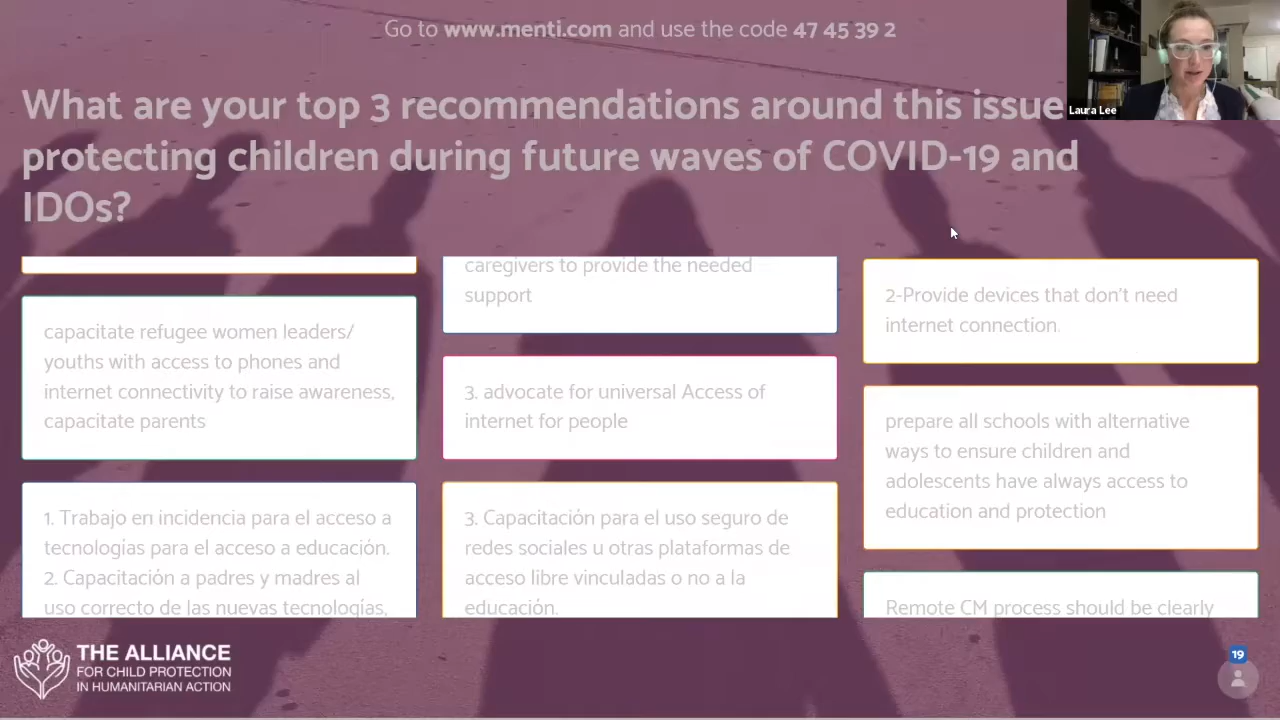 Go to www.menti.com and use the code 47 45 39 2
Laura Lee
What are your top 3 recommendations around this issue
protecting children during future waves of COVID-19 and
IDOs?
capacitate refugee women leaders/
youths with access to phones and
internet connectivity to raise awareness,
capacitate parents
1. Trabajo en incidencia para el acceso a
tecnologías para el acceso a educación.
2. Capacitación a padres y madres al
uso correcto de las nuevas tecnologías,
caregivers to provide the needed
support
3. advocate for universal Access of
internet for people
3. Capacitación para el uso seguro de
redes sociales u otras plataformas de
acceso libre vinculadas o no a la
educación.
2-Provide devices that don't need
internet connection.
prepare all schools with alternative
ways to ensure children and
adolescents have always access to
education and protection
Remote CM process should be clearly
THE ALLIANCE
FOR CHILD PROTECTION
IN HUMANITARIAN ACTION
19